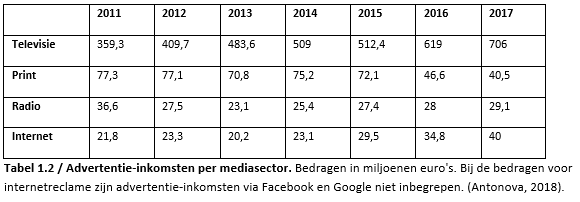 2011 2012 2013 2014 2015 2016 2017
Televisie 359,3 409,7 483,6 509 512,4 619 706
Print 77,3 77,1 70,8 75,2 72,1 46,6 40,5
Radio 36,6 27,5 23,1 25,4 27,4 28 29,1
Internet 21,8 23,3 20,2 23,1 29,5 34,8 40
Tabel 1.2 / Advertentie-inkomsten per mediasector. Bedragen in miljoenen euro's. Bij de bedragen voor
internetreclame zijn advertentie-inkomsten via Facebook en Google niet inbegrepen. (Antonova, 2018).